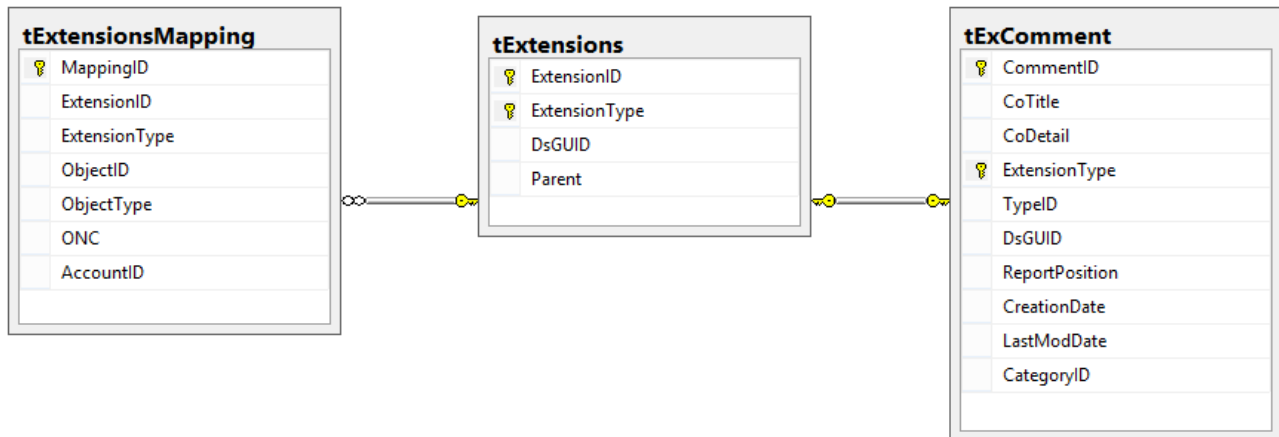 tExtensionsMapping
MappingID
ExtensionID
ExtensionType
ObjectID
ObjectType
ONC
AccountID
tExtensions
ExtensionID
ExtensionType
DsGUID
Parent
tExComment
CommentID
CoTitle
CoDetail
ExtensionType
TypeID
DsGUID
ReportPosition
CreationDate
LastModDate
CategoryID